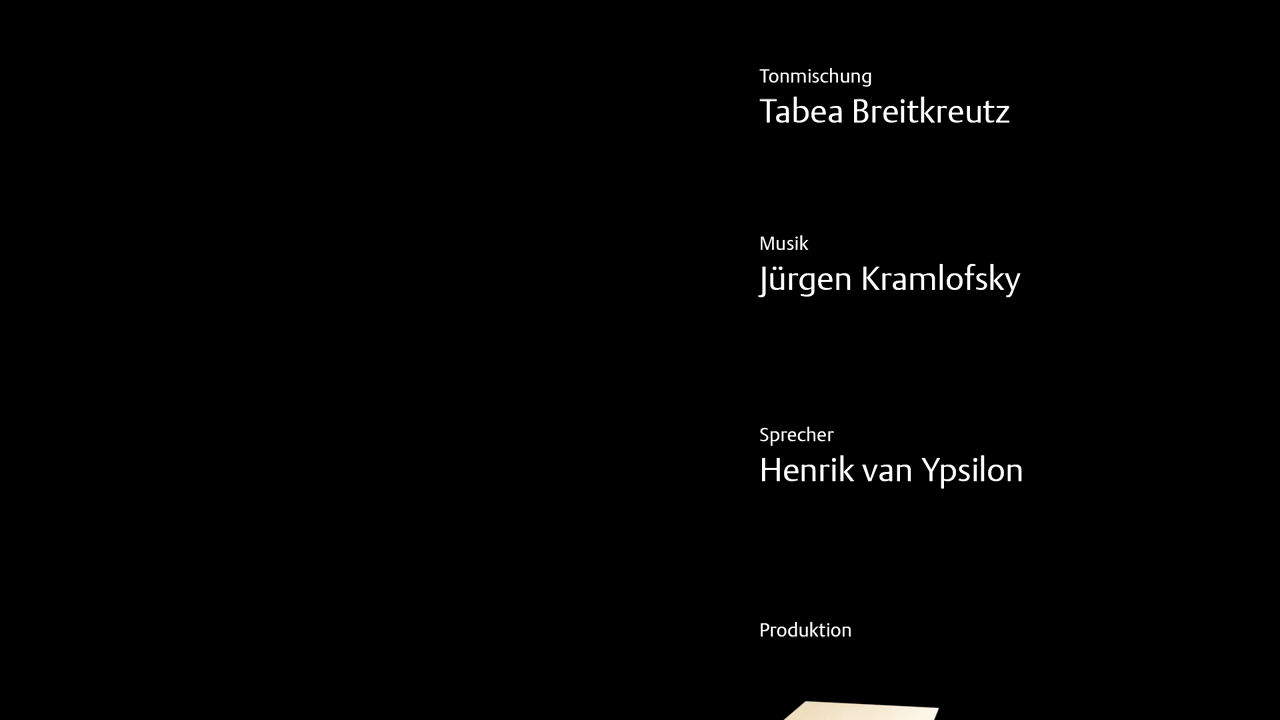 Tonmischung
Tabea Breitkreutz
Musik
Jürgen Kramlofsky
Sprecher
Henrik van Ypsilon
Produktion